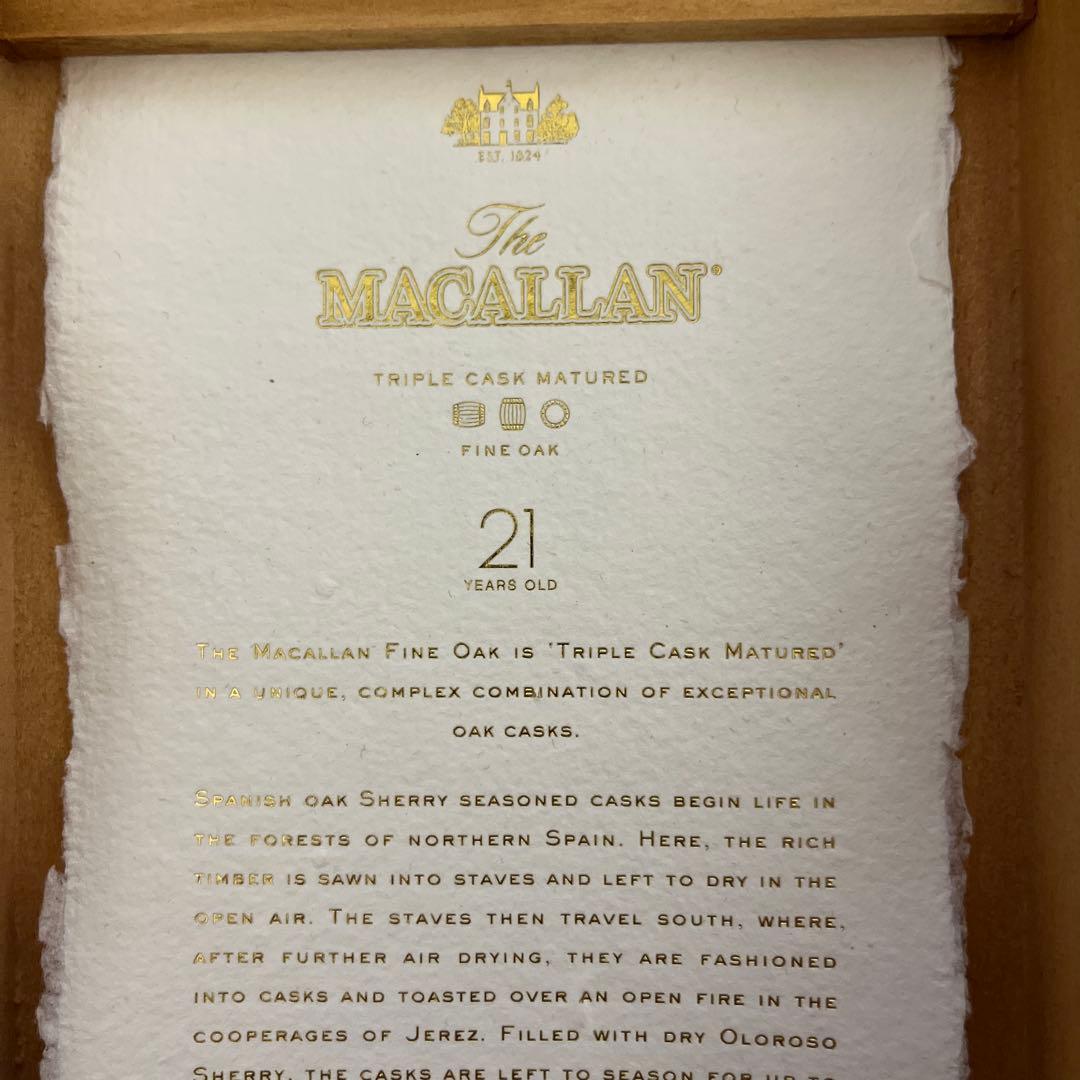 EST. 1824
The
MACALLAN®
TRIPLE CASK MATURED
FINE OAK
21
YEARS OLD
THE MACALLAN FINE OAK IS 'TRIPLE CASK MATURED'
IN A UNIQUE, COMPLEX COMBINATION OF EXCEPTIONAL
OAK CASKS.
SPANISH OAK SHERRY SEASONED CASKS BEGIN LIFE IN
THE FORESTS OF NORTHERN SPAIN. HERE, THE RICH
TIMBER IS SAWN INTO STAVES AND LEFT TO DRY IN THE
OPEN AIR. THE STAVES THEN TRAVEL SOUTH, WHERE,
AFTER FURTHER AIR DRYING, THEY ARE FASHIONED
INTO CASKS AND TOASTED OVER AN OPEN FIRE IN THE
COOPERAGES OF JEREZ. FILLED WITH DRY OLOROSO
SHERRY, THE CASKS ARE LEFT TO SEASON FOR UP TO